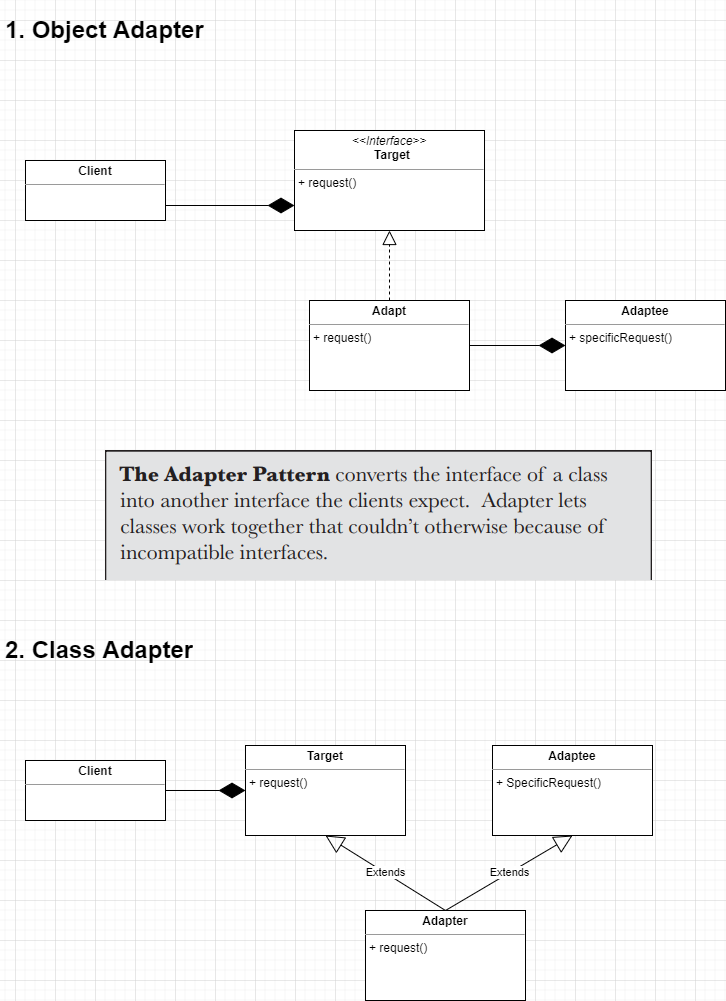 1. Object Adapter
<<Interface>>
Target
+ request()
Client
Adapt
+ request()
Adaptee
+ specificRequest()
The Adapter Pattern converts the interface of a class
into another interface the clients expect. Adapter lets
classes work together that couldn't otherwise because of
incompatible interfaces.
2. Class Adapter
Client
Target
+ request()
Adaptee
+ SpecificRequest()
Extends
Extends
Adapter
+ request()